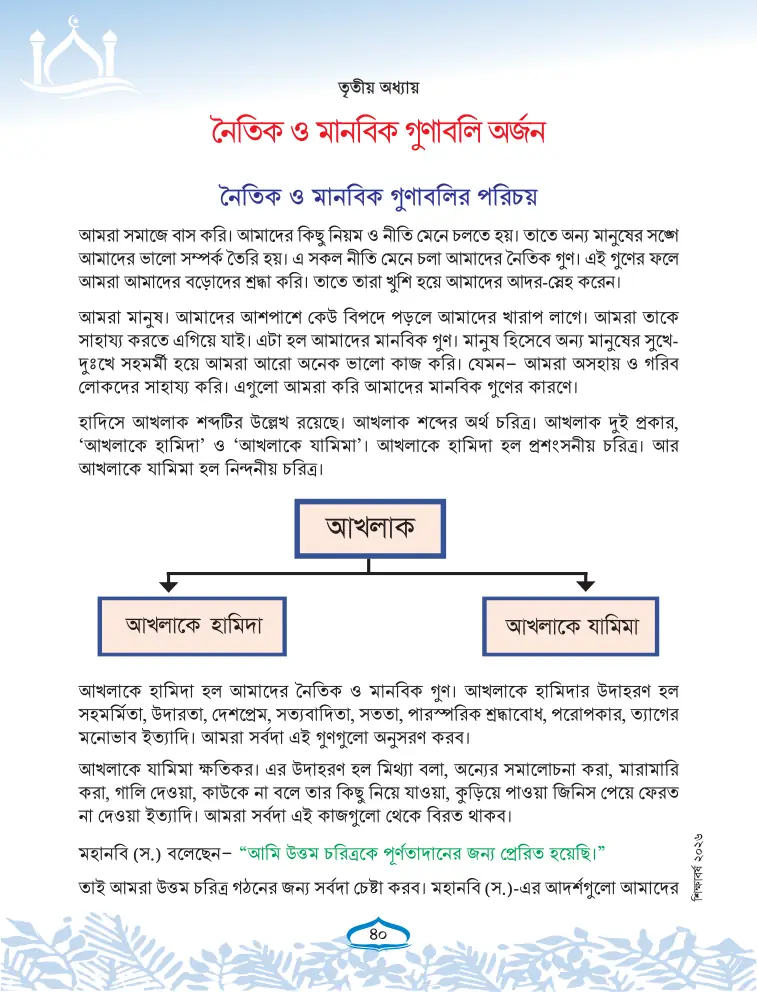 তৃতীয় অধ্যায়
নৈতিক ও মানবিক গুণাবলি অর্জন
নৈতিক ও মানবিক গুণাবলির পরিচয়
আমরা সমাজে বাস করি। আমাদের কিছু নিয়ম ও নীতি মেনে চলতে হয়। তাতে অন্য মানুষের সঙ্গে
আমাদের ভালো সম্পর্ক তৈরি হয়। এ সকল নীতি মেনে চলা আমাদের নৈতিক গুণ। এই গুণের ফলে
আমরা আমাদের বড়োদের শ্রদ্ধা করি। তাতে তারা খুশি হয়ে আমাদের আদর-স্নেহ করেন।
আমরা মানুষ। আমাদের আশপাশে কেউ বিপদে পড়লে আমাদের খারাপ লাগে। আমরা তাকে
সাহায্য করতে এগিয়ে যাই। এটা হল আমাদের মানবিক গুণ। মানুষ হিসেবে অন্য মানুষের সুখে-
দুঃখে সহমর্মী হয়ে আমরা আরো অনেক ভালো কাজ করি। যেমন– আমরা অসহায় ও গরিব
লোকদের সাহায্য করি। এগুলো আমরা করি আমাদের মানবিক গুণের কারণে।
হাদিসে আখলাক শব্দটির উল্লেখ রয়েছে। আখলাক শব্দের অর্থ চরিত্র। আখলাক দুই প্রকার,
‘আখলাকে হামিদা’ ও ‘আখলাকে যামিমা’। আখলাকে হামিদা হল প্রশংসনীয় চরিত্র। আর
আখলাকে যামিমা হল নিন্দনীয় চরিত্র।
আখলাক
আখলাকে হামিদা
আখলাকে যামিমা
আখলাকে হামিদা হল আমাদের নৈতিক ও মানবিক গুণ। আখলাকে হামিদার উদাহরণ হল
সহমর্মিতা, উদারতা, দেশপ্রেম, সত্যবাদিতা, সততা, পারস্পরিক শ্রদ্ধাবোধ, পরোপকার, ত্যাগের
মনোভাব ইত্যাদি। আমরা সর্বদা এই গুণগুলো অনুসরণ করব।
আখলাকে যামিমা ক্ষতিকর। এর উদাহরণ হল মিথ্যা বলা, অন্যের সমালোচনা করা, মারামারি
করা, গালি দেওয়া, কাউকে না বলে তার কিছু নিয়ে যাওয়া, কুড়িয়ে পাওয়া জিনিস পেয়ে ফেরত
না দেওয়া ইত্যাদি। আমরা সর্বদা এই কাজগুলো থেকে বিরত থাকব।
মহানবি (স.) বলেছেন– “আমি উত্তম চরিত্রকে পূর্ণতাদানের জন্য প্রেরিত হয়েছি।”
তাই আমরা উত্তম চরিত্র গঠনের জন্য সর্বদা চেষ্টা করব। মহানবি (স.)-এর আদর্শগুলো আমাদের
শিক্ষাবর্ষ ২০২৬
৪০